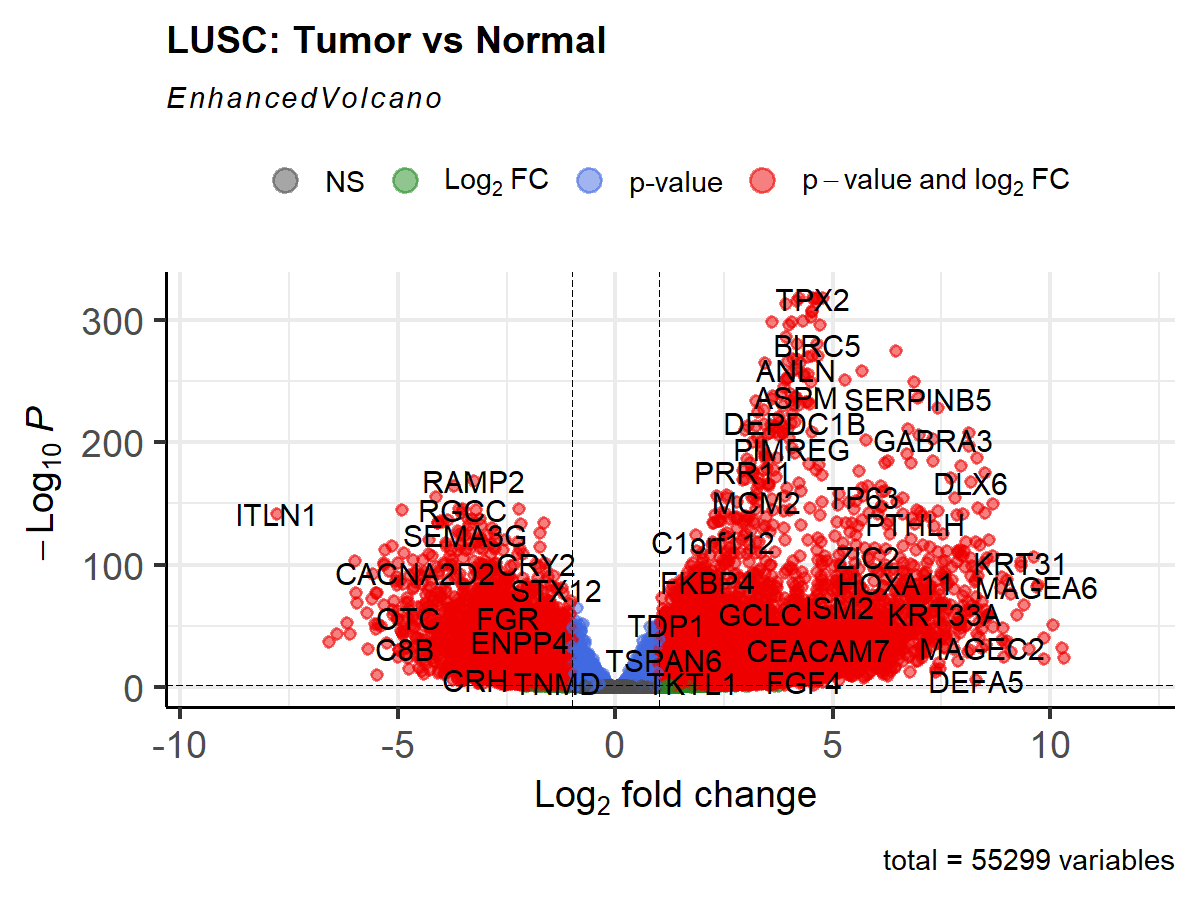 LUSC: Tumor vs Normal
EnhancedVolcano
NS Log2 FC p-value p−value and log2 FC
−Log10 P
300
200
100
0
TPX2
BIRC5
ANLN
ASPM SERPINB5
DEPDC1B
PIMREG GABRA3
PRR11
RAMP2 DLX6
MCM2 TP63
ITLN1 RGCC PTHLH
SEMA3G C1orf112
CRY2 ZIC2 KRT31
CACNA2D2 FKBP4 HOXA11 MAGEA6
STX12
GCLC ISM2 KRT33A
OTC FGR TDP1
ENPP4
C8B TSPAN6 CEACAM7 MAGEC2
CRH TNMD TKTL1 FGF4 DEFA5
-10 -5 0 5 10
Log2 fold change
total = 55299 variables